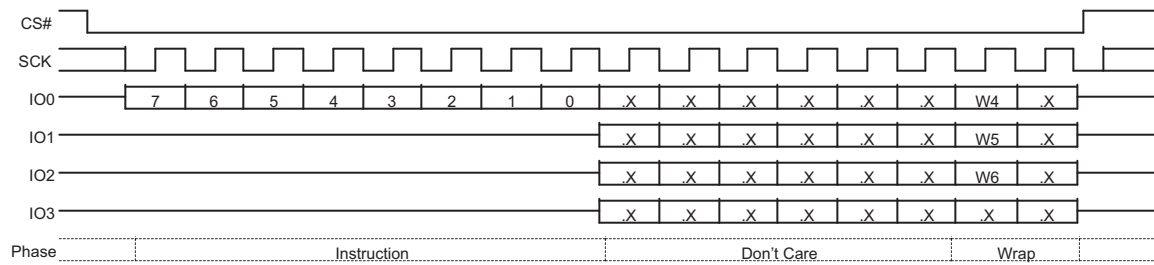 CS#
SCK
IO0 7 6 5 4 3 2 1 0 .X .X .X .X .X .X W4 .X
IO1 .X .X .X .X .X .X W5 .X
IO2 .X .X .X .X .X .X W6 .X
IO3 .X .X .X .X .X .X .X .X
Phase Instruction Don't Care Wrap